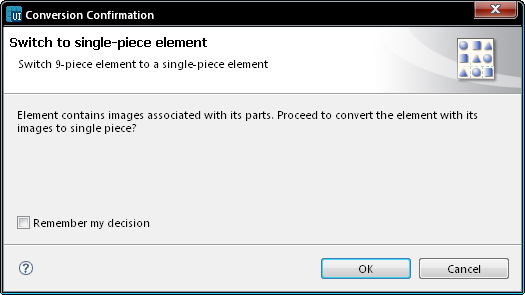 UI Conversion Confirmation
Switch to single-piece element
Switch 9-piece element to a single-piece element
Element contains images associated with its parts. Proceed to convert the element with its
images to single piece?
Remember my decision
?
OK
Cancel